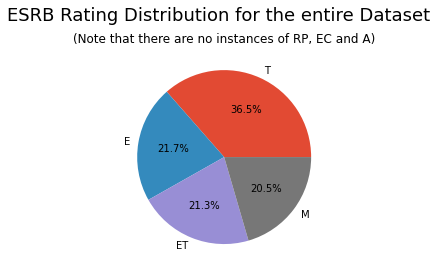 ESRB Rating Distribution for the entire Dataset
(Note that there are no instances of RP, EC and A)
T
36.5%
E
21.7%
20.5%
21.3%
M
ET